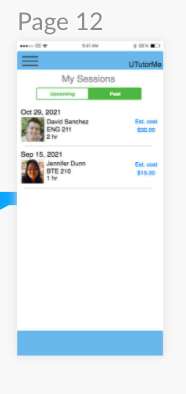 Page 12
9:41 AM
UTutorMe
My Sessions
Upcoming Past
Oct 29, 2021
David Sanchez
ENG 211
2 hr
Est. cost
$30.00
Sep 15, 2021
Jennifer Dunn
BTE 210
1 hr
Est. cost
$15.00